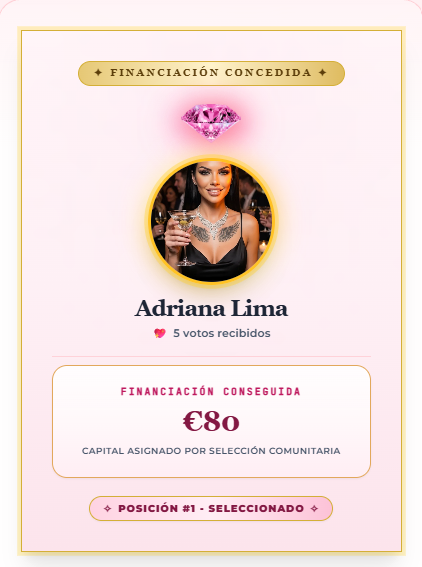 ✦ FINANCIACIÓN CONCEDIDA ✦
Adriana Lima
5 votos recibidos
FINANCIACIÓN CONSEGUIDA
€80
CAPITAL ASIGNADO POR SELECCIÓN COMUNITARIA
✧ POSICIÓN #1 - SELECCIONADO ✧